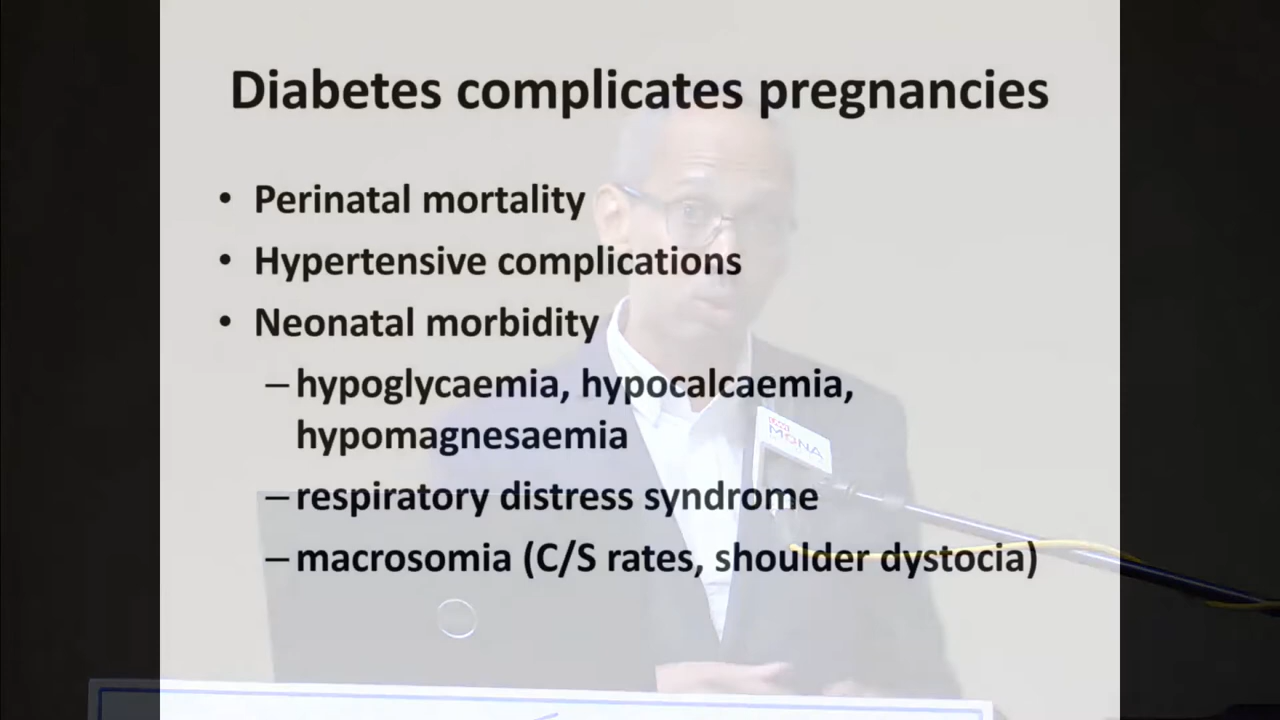 Diabetes complicates pregnancies
• Perinatal mortality
• Hypertensive complications
• Neonatal morbidity
– hypoglycaemia, hypocalcaemia,
hypomagnesaemia
– respiratory distress syndrome
– macrosomia (C/S rates, shoulder dystocia)
MONA